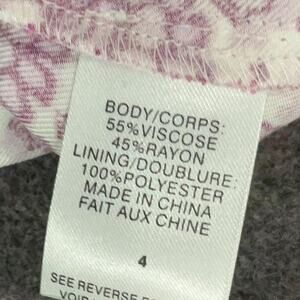 BODY/CORPS:
55%VISCOSE
45%RAYON
LINING/DOUBLURE:
100%POLYESTER
MADE IN CHINA
FAIT AUX CHINE
4
SEE REVERSE
VOIR